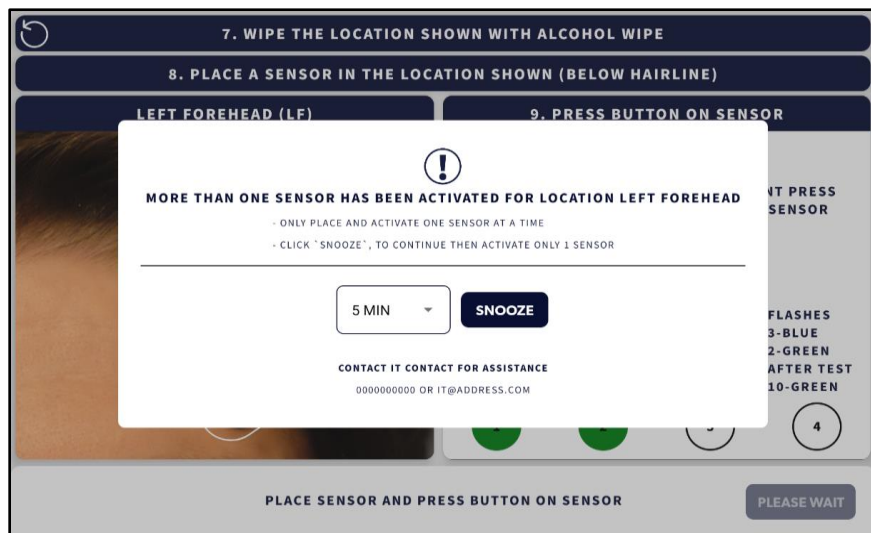 7. WIPE THE LOCATION SHOWN WITH ALCOHOL WIPE
8. PLACE A SENSOR IN THE LOCATION SHOWN (BELOW HAIRLINE)
LEFT FOREHEAD (LF)
9. PRESS BUTTON ON SENSOR
!
MORE THAN ONE SENSOR HAS BEEN ACTIVATED FOR LOCATION LEFT FOREHEAD
- ONLY PLACE AND ACTIVATE ONE SENSOR AT A TIME
- CLICK `SNOOZE`, TO CONTINUE THEN ACTIVATE ONLY 1 SENSOR
5 MIN
SNOOZE
CONTACT IT CONTACT FOR ASSISTANCE
0000000000 OR IT@ADDRESS.COM
PRESS
SENSOR
FLASHES
3-BLUE
2-GREEN
AFTER TEST
10-GREEN
4
PLACE SENSOR AND PRESS BUTTON ON SENSOR
PLEASE WAIT